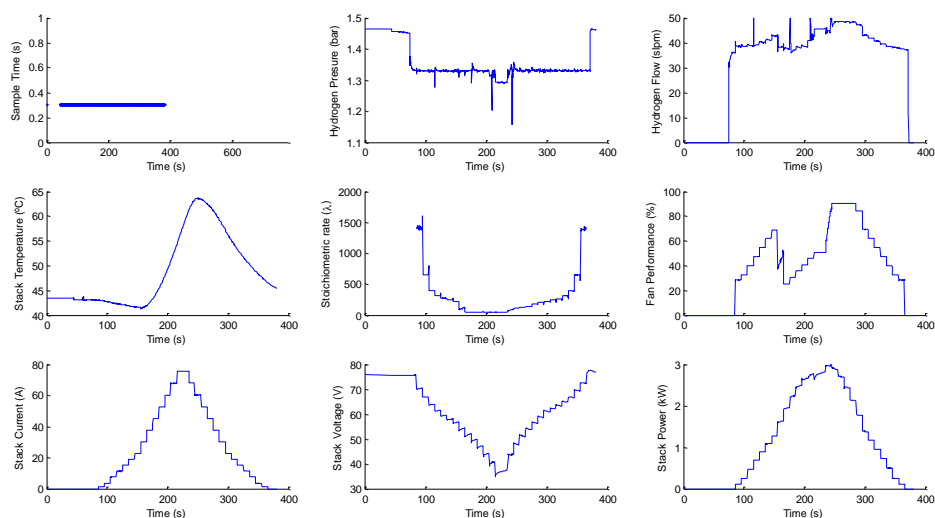 Sample Time (s)
1
0.8
0.6
0.4
0.2
0
0 200 400 600
Time (s)
Hydrogen Presure (bar)
1.5
1.4
1.3
1.2
1.1
0 100 200 300 400
Time (s)
Hydrogen Flow (slpm)
50
40
30
20
10
0
0 100 200 300 400
Time (s)
Stack Temperature (ºC)
65
60
55
50
45
40
0 100 200 300 400
Time (s)
Stoichiometric rate (λ)
2000
1500
1000
500
0
0 100 200 300 400
Time (s)
Fan Performance (%)
100
80
60
40
20
0
0 100 200 300 400
Time (s)
Stack Current (A)
80
60
40
20
0
0 100 200 300 400
Time (s)
Stack Voltage (V)
80
70
60
50
40
30
0 100 200 300 400
Time (s)
Stack Power (kW)
3
2
1
0
0 100 200 300 400
Time (s)